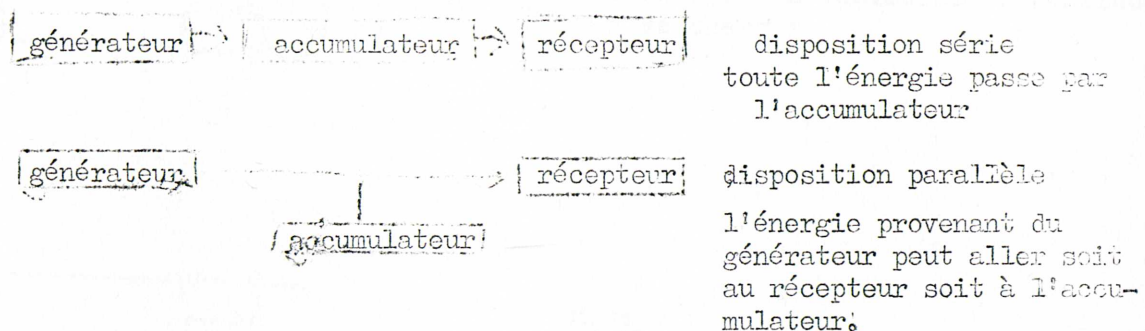 générateur accumulateur récepteur disposition série
toute l'énergie passe par
l'accumulateur
générateur récepteur disposition parallèle
accumulateur l'énergie provenant du
générateur peut aller soit
au récepteur soit à l'accu-
mulateur.